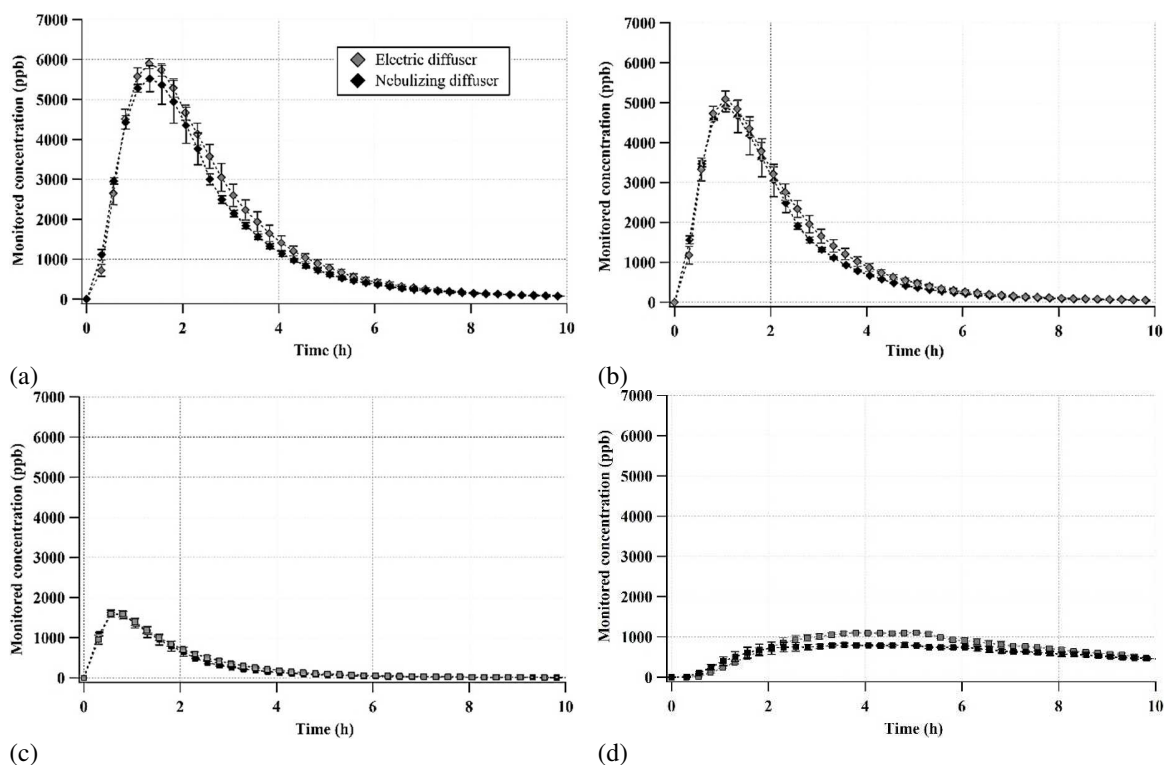 7000
6000
5000
4000
3000
2000
1000
0
Monitored concentration (ppb)
Electric diffuser
Nebulizing diffuser
0 2 4 6 8 10
Time (h)
(a)
7000
6000
5000
4000
3000
2000
1000
0
Monitored concentration (ppb)
0 2 4 6 8 10
Time (h)
(b)
7000
6000
5000
4000
3000
2000
1000
0
Monitored concentration (ppb)
0 2 4 6 8 10
Time (h)
(c)
7000
6000
5000
4000
3000
2000
1000
0
Monitored concentration (ppb)
0 2 4 6 8 10
Time (h)
(d)